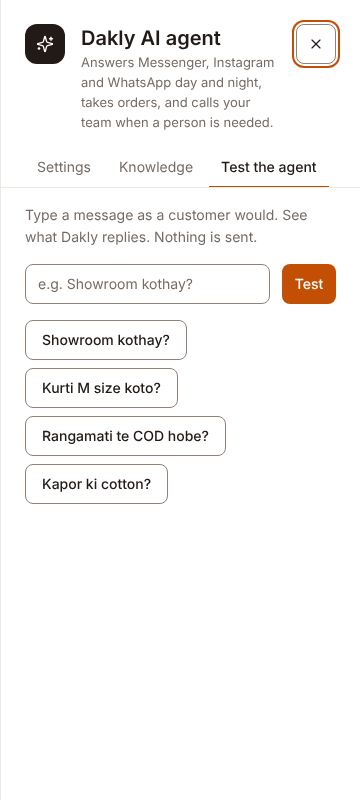 Dakly AI agent
Answers Messenger, Instagram
and WhatsApp day and night,
takes orders, and calls your
team when a person is needed.
Settings
Knowledge
Test the agent
Type a message as a customer would. See
what Dakly replies. Nothing is sent.
e.g. Showroom kothay?
Test
Showroom kothay?
Kurti M size koto?
Rangamati te COD hobe?
Kapor ki cotton?